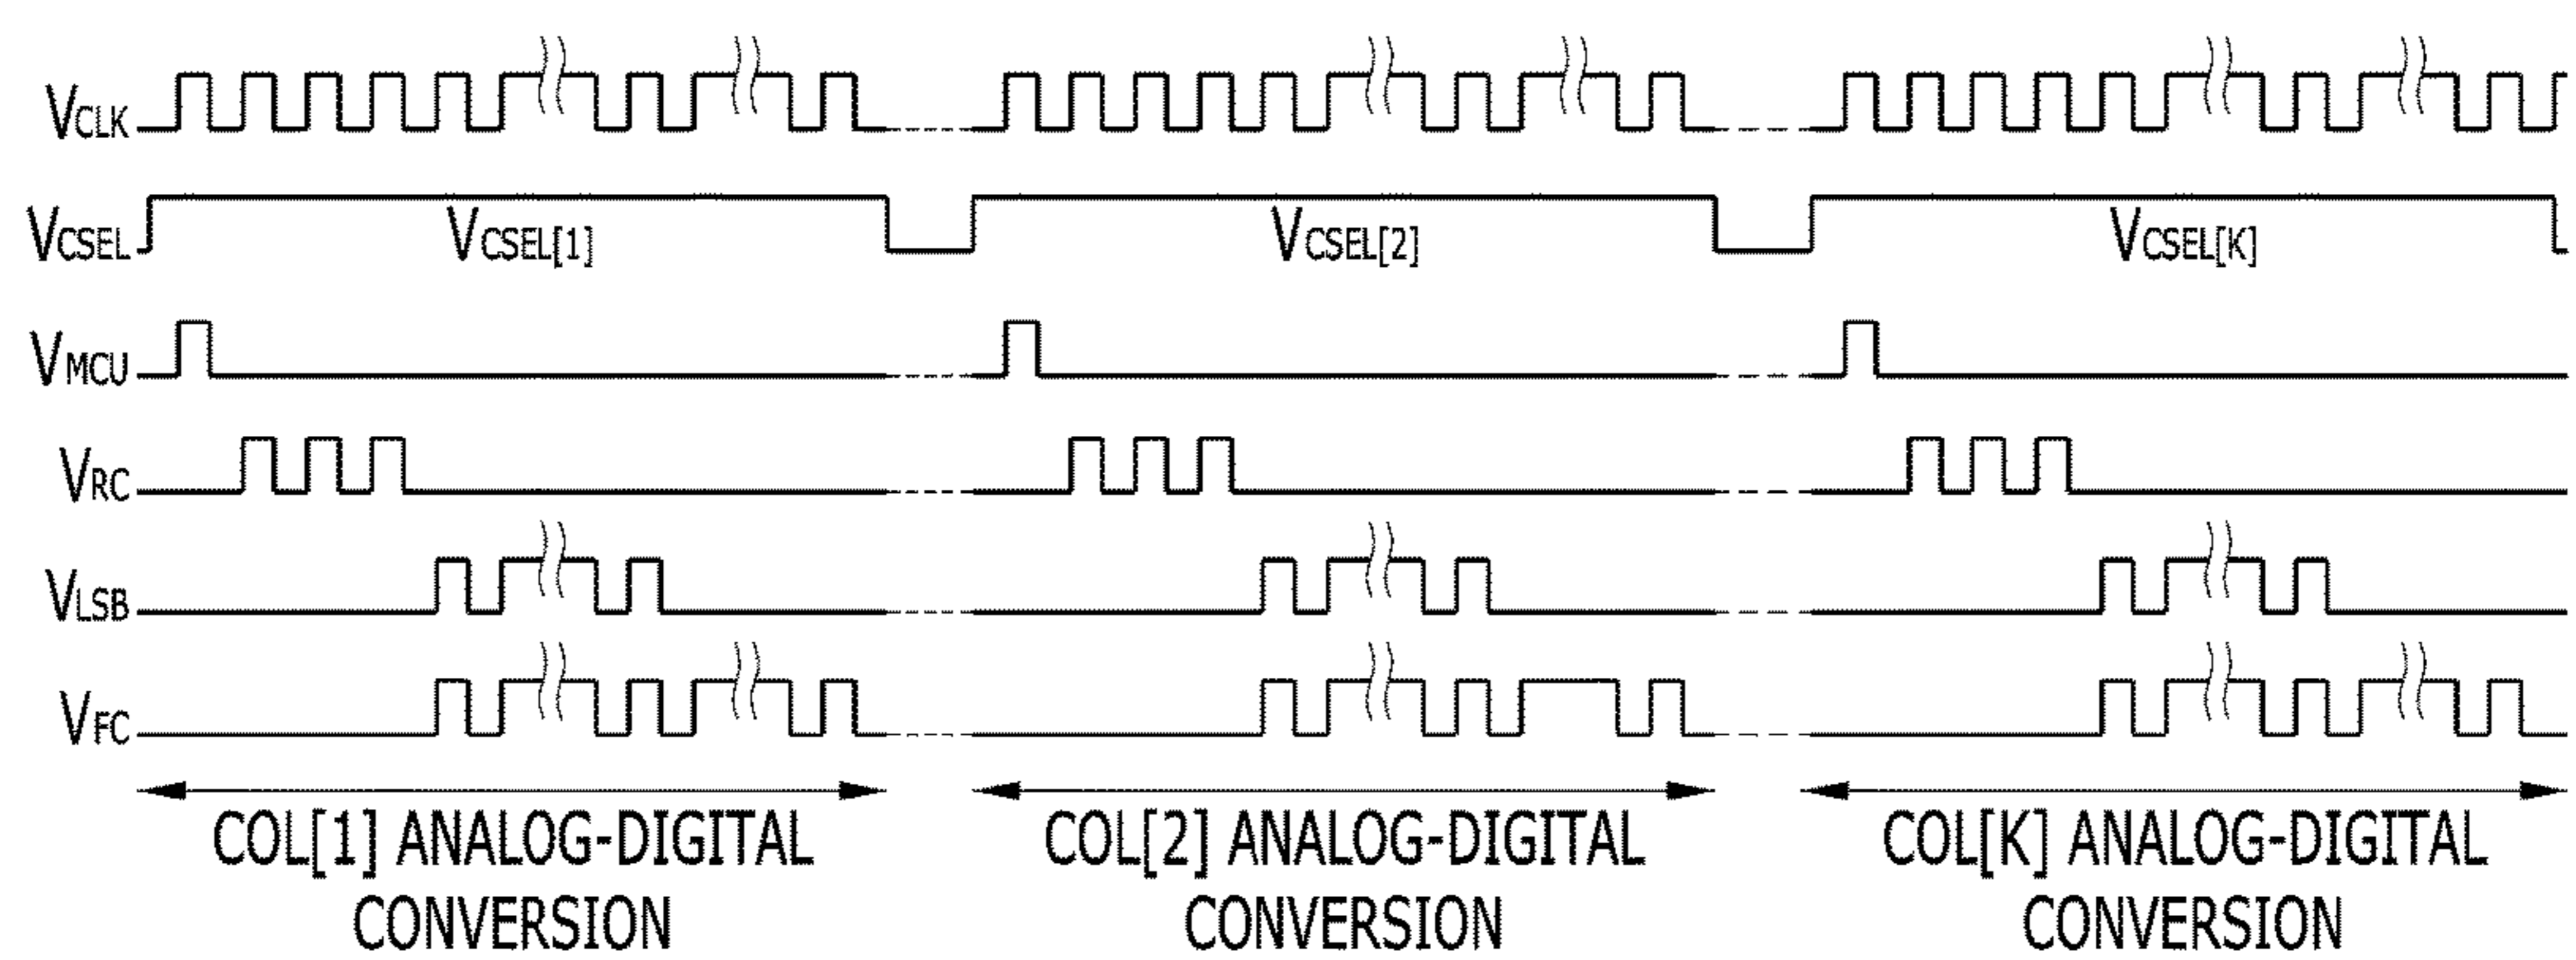 VCLK
VCSEL VCSEL[1] VCSEL[2] VCSEL[K]
VMCU
VRC
VLSB
VFC
COL[1] ANALOG-DIGITAL CONVERSION
COL[2] ANALOG-DIGITAL CONVERSION
COL[K] ANALOG-DIGITAL CONVERSION